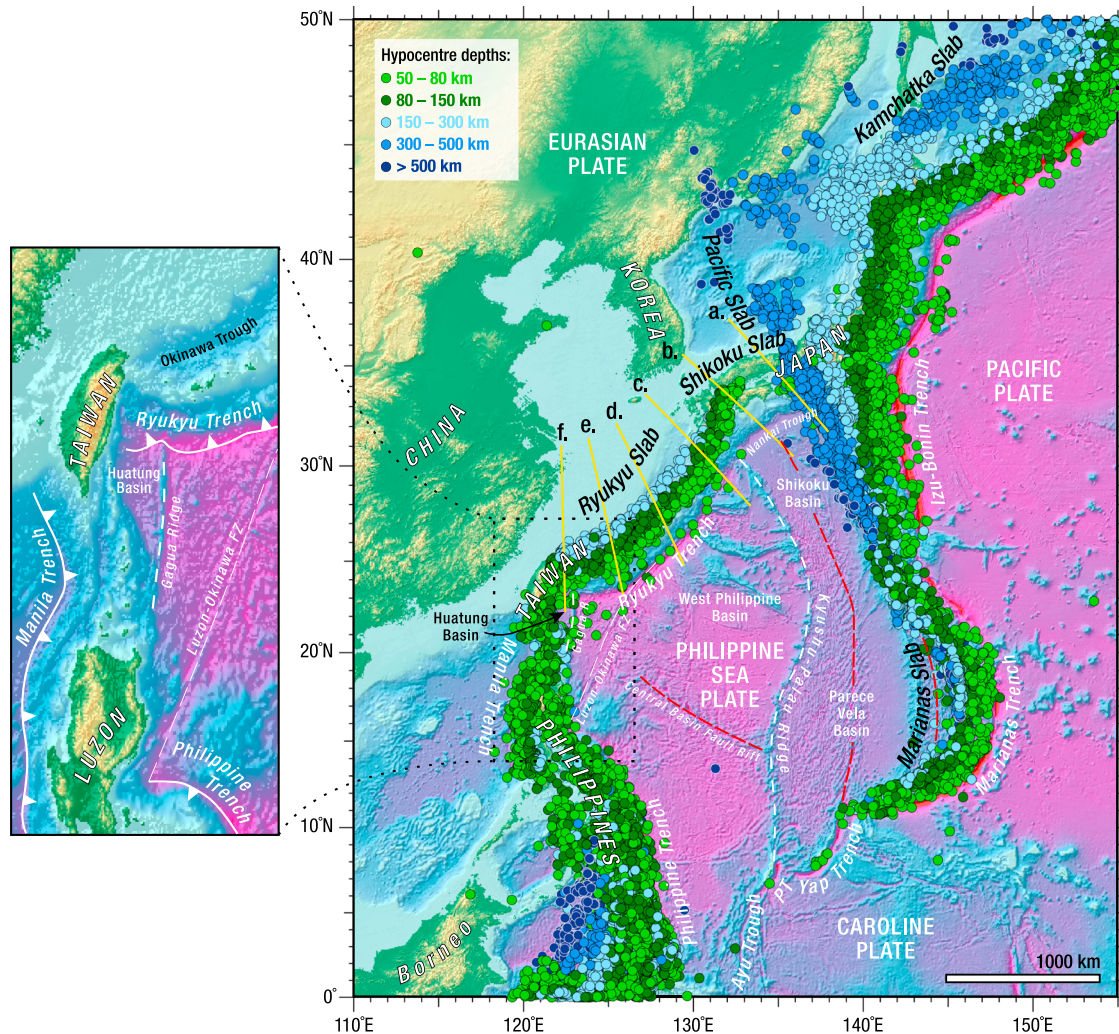 50°N
40°N
30°N
20°N
10°N
0°
110°E
120°E
130°E
140°E
150°E
Hypocentre depths:
50 – 80 km
80 – 150 km
150 – 300 km
300 – 500 km
> 500 km
EURASIAN
PLATE
Kamchatka Slab
KOREA
Pacific Slab
a.
b.
c.
d.
e.
f.
Shikoku Slab
JAPAN
PACIFIC
PLATE
CHINA
Ryukyu Slab
Nankai Trough
Shikoku
Basin
Izu-Bonin Trench
TAIWAN
Ryukyu Trench
Huatung
Basin
Gagua R.
Luzon-Okinawa FZ
West Philippine
Basin
Manila Trench
PHILIPPINE
SEA
PLATE
Kyushu-Palau Ridge
Central Basin Fault Rift
Parece
Vela
Basin
Marianas Slab
Marianas Trench
PHILIPPINES
Philippine Trench
PT
Yap Trench
Ayu Trough
CAROLINE
PLATE
Borneo
1000 km
Okinawa Trough
TAIWAN
Ryukyu Trench
Huatung
Basin
Gagua Ridge
Luzon-Okinawa FZ
Manila Trench
LUZON
Philippine
Trench